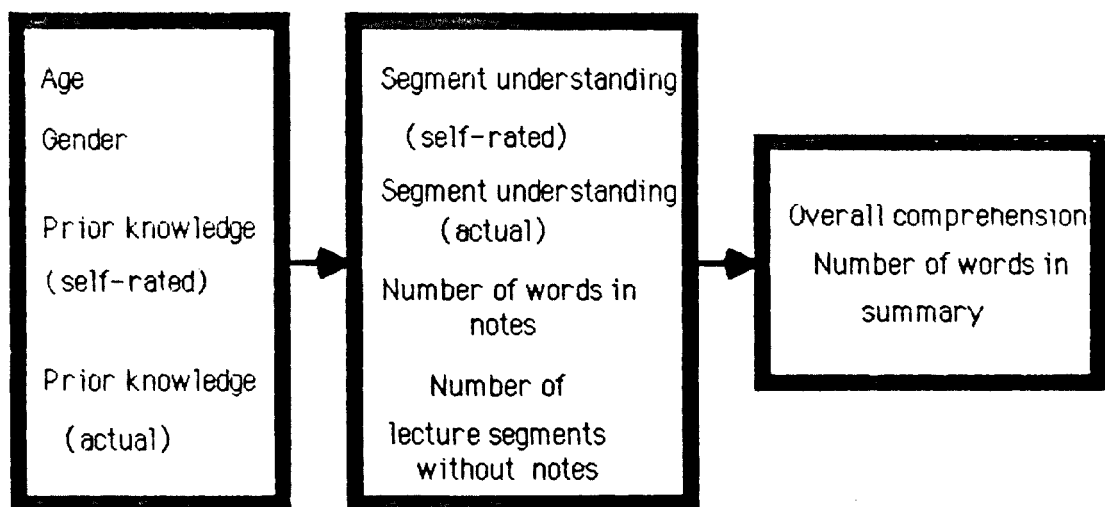 Age
Gender
Prior knowledge
(self-rated)
Prior knowledge
(actual)
Segment understanding
(self-rated)
Segment understanding
(actual)
Number of words in
notes
Number of
lecture segments
without notes
Overall comprehension
Number of words in
summary